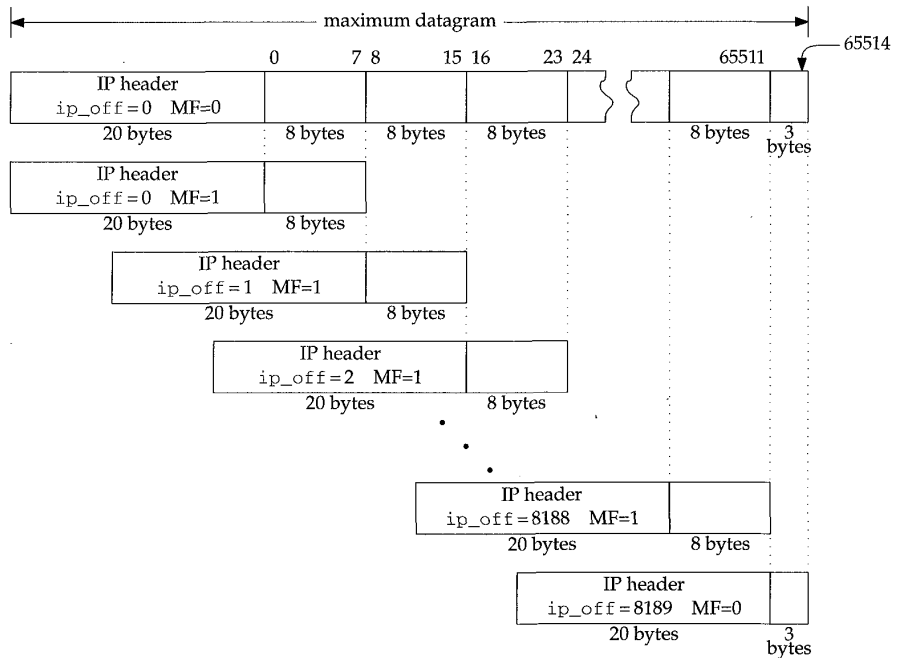 maximum datagram
0 7 8 15 16 23 24 65511 65514
IP header
ip_off=0 MF=0
20 bytes 8 bytes 8 bytes 8 bytes 8 bytes 3 bytes
IP header
ip_off=0 MF=1
20 bytes 8 bytes
IP header
ip_off=1 MF=1
20 bytes 8 bytes
IP header
ip_off=2 MF=1
20 bytes 8 bytes
IP header
ip_off=8188 MF=1
20 bytes 8 bytes
IP header
ip_off=8189 MF=0
20 bytes 3 bytes